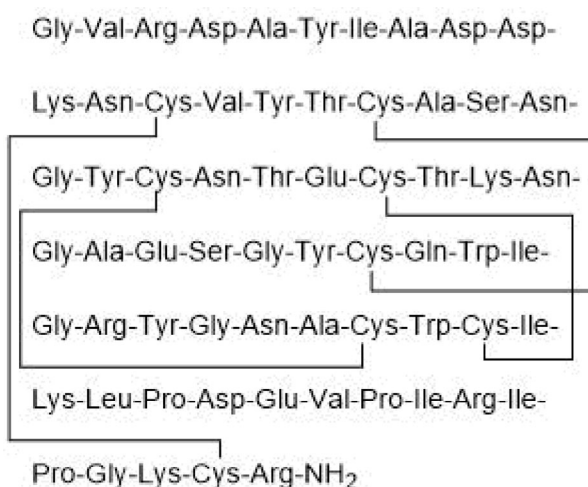 Gly-Val-Arg-Asp-Ala-Tyr-Ile-Ala-Asp-Asp-
Lys-Asn-Cys-Val-Tyr-Thr-Cys-Ala-Ser-Asn-
Gly-Tyr-Cys-Asn-Thr-Glu-Cys-Thr-Lys-Asn-
Gly-Ala-Glu-Ser-Gly-Tyr-Cys-Gln-Trp-Ile-
Gly-Arg-Tyr-Gly-Asn-Ala-Cys-Trp-Cys-Ile-
Lys-Leu-Pro-Asp-Glu-Val-Pro-Ile-Arg-Ile-
Pro-Gly-Lys-Cys-Arg-NH₂